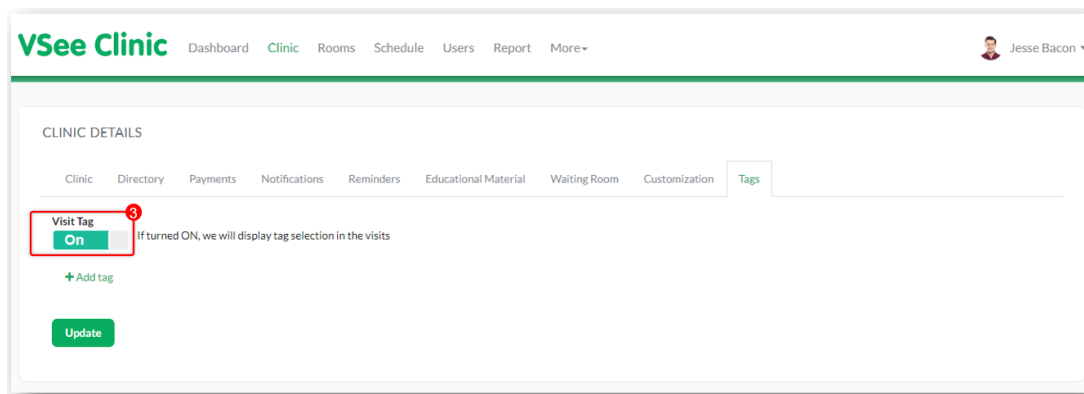 VSee Clinic Dashboard Clinic Rooms Schedule Users Report More Jesse Bacon
CLINIC DETAILS
Clinic Directory Payments Notifications Reminders Educational Material Waiting Room Customization Tags
Visit Tag 3
On If turned ON, we will display tag selection in the visits
+ Add tag
Update